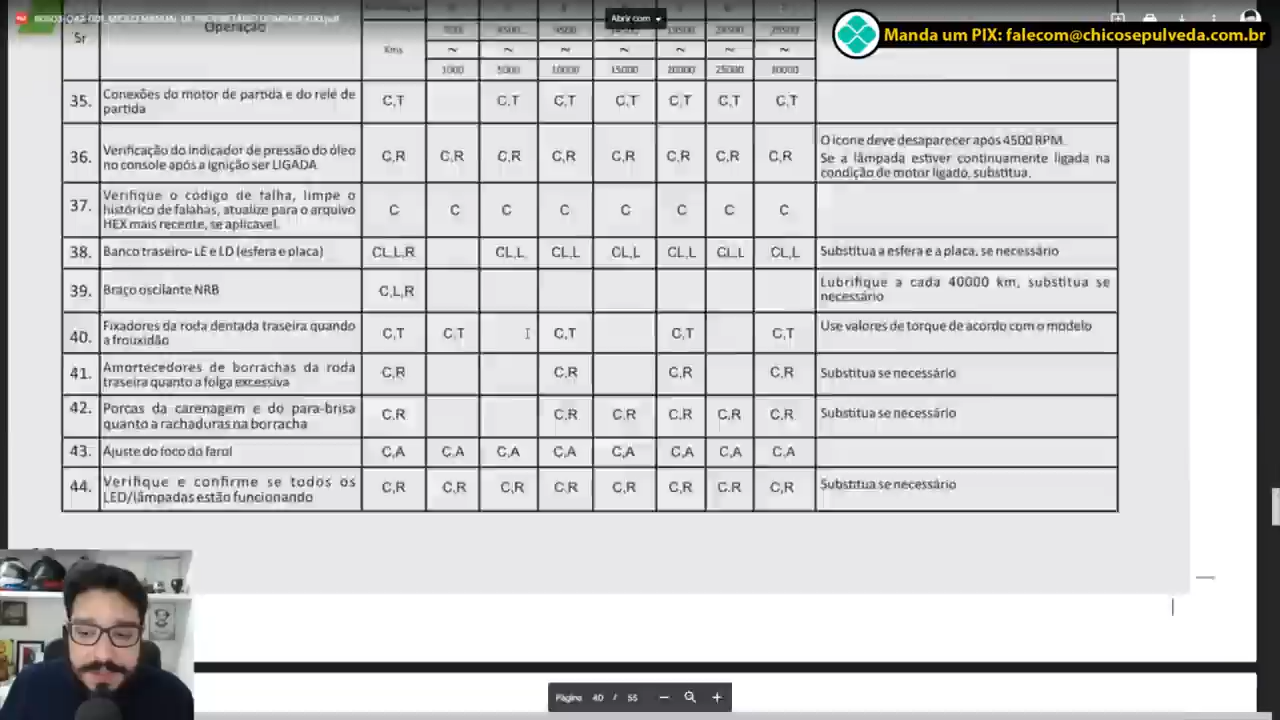 Abrir com
Manda um PIX: falecom@chicosepulveda.com.br
Sr Operação Kms
~ ~ ~ ~ ~ ~ ~
1000 5000 10000 15000 20000 25000 30000
35. Conexões do motor de partida e do relé de partida C,T C,T C,T C,T C,T C,T C,T
36. Verificação do indicador de pressão do óleo no console após a ignição ser LIGADA C,R C,R C,R C,R C,R C,R C,R C,R O ícone deve desaparecer após 4500 RPM. Se a lâmpada estiver continuamente ligada na condição de motor ligado, substitua.
37. Verifique o código de falha, limpe o histórico de falahas, atualize para o arquivo HEX mais recente, se aplicável. C C C C C C C C
38. Banco traseiro- LE e LD (esfera e placa) CL,L,R CL,L CL,L CL,L CL,L CL,L CL,L Substitua a esfera e a placa, se necessário
39. Braço oscilante NRB C,L,R Lubrifique a cada 40000 km, substitua se necessário
40. Fixadores da roda dentada traseira quando a frouxidão C,T C,T C,T C,T C,T Use valores de torque de acordo com o modelo
41. Amortecedores de borrachas da roda traseira quanto a folga excessiva C,R C,R C,R C,R Substitua se necessário
42. Porcas da carenagem e do para-brisa quanto a rachaduras na borracha C,R C,R C,R C,R C,R C,R Substitua se necessário
43. Ajuste do foco do farol C,A C,A C,A C,A C,A C,A C,A C,A
44. Verifique e confirme se todos os LED/lâmpadas estão funcionando C,R C,R C,R C,R C,R C,R C,R C,R Substitua se necessário
Página 40 / 55